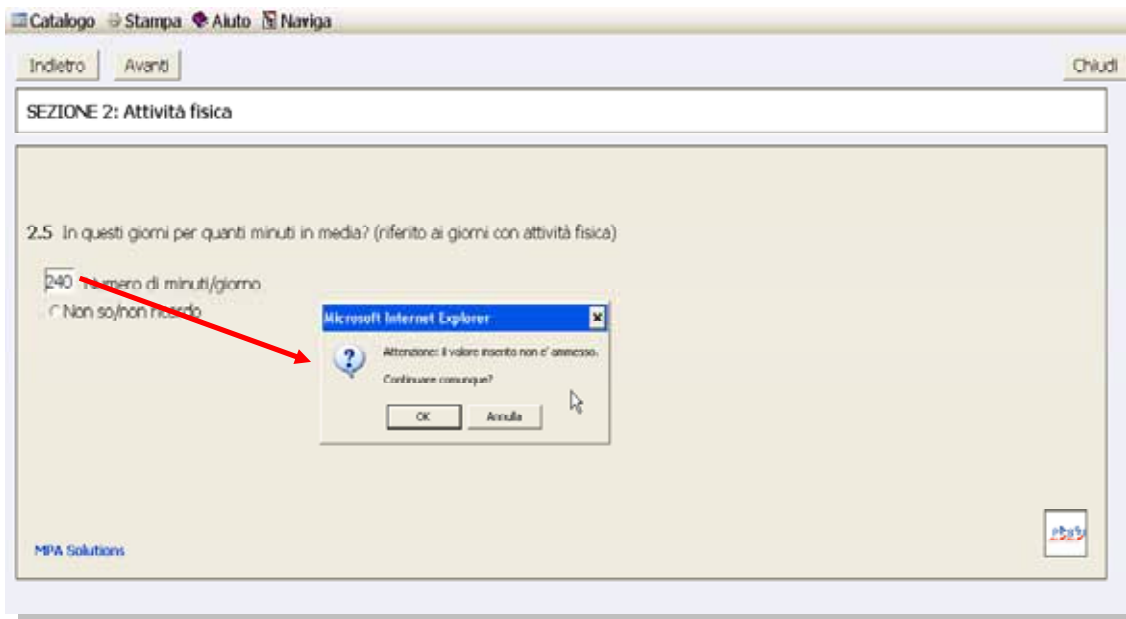 Catalogo Stampa Aiuto Naviga
Indietro Avanti Chiudi
SEZIONE 2: Attività fisica
2.5 In questi giorni per quanti minuti in media? (riferito ai giorni con attività fisica)
240 Numero di minuti/giorno
Non so/non ricordo
Microsoft Internet Explorer
Attenzione: il valore inserito non e' ammesso.
Continuare comunque?
OK Annulla
MPA Solutions